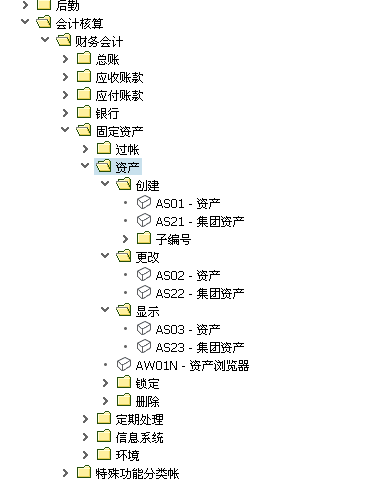 后勤
会计核算
财务会计
总账
应收账款
应付账款
银行
固定资产
过帐
资产
创建
AS01 - 资产
AS21 - 集团资产
子编号
更改
AS02 - 资产
AS22 - 集团资产
显示
AS03 - 资产
AS23 - 集团资产
AW01N - 资产浏览器
锁定
删除
定期处理
信息系统
环境
特殊功能分类帐